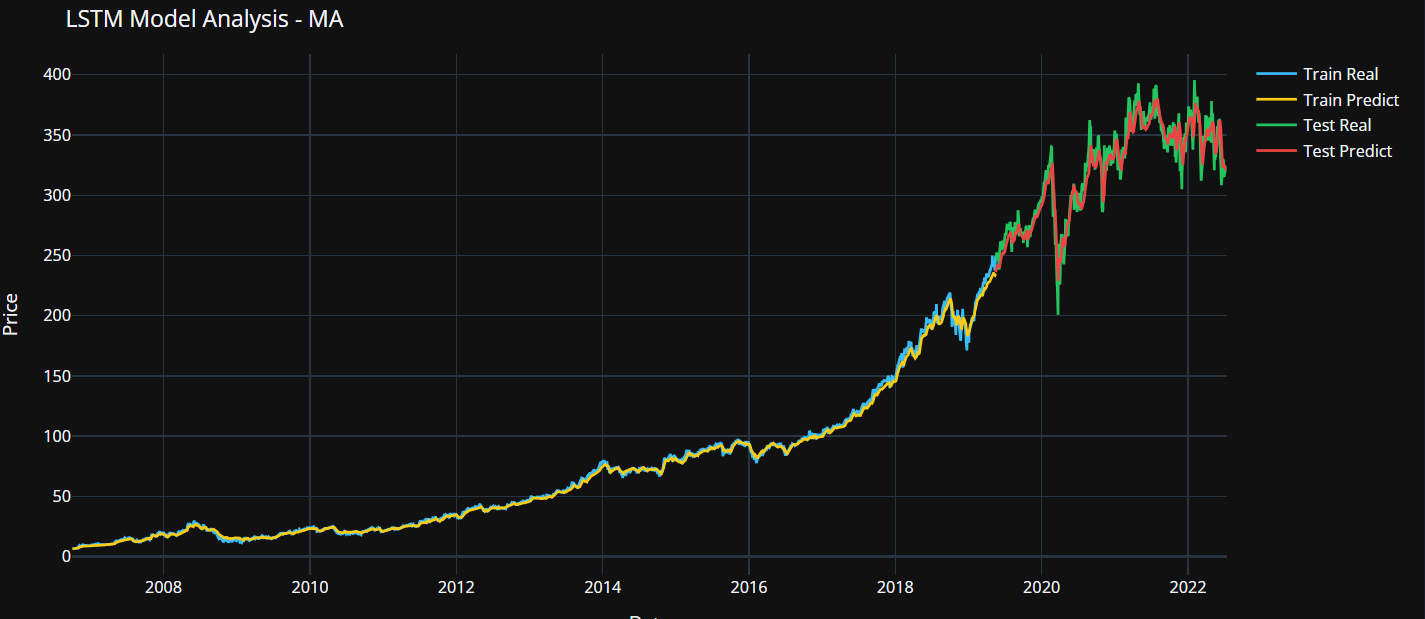 LSTM Model Analysis - MA
Train Real
Train Predict
Test Real
Test Predict
Price
400
350
300
250
200
150
100
50
0
2008 2010 2012 2014 2016 2018 2020 2022